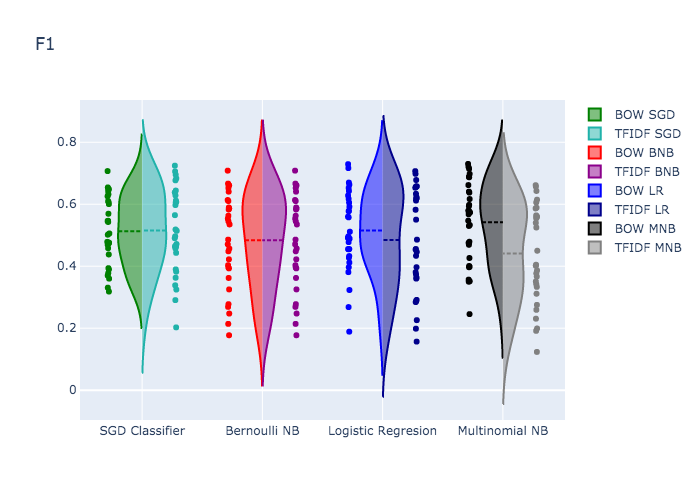 F1
0.8
0.6
0.4
0.2
0
SGD Classifier
Bernoulli NB
Logistic Regresion
Multinomial NB
BOW SGD
TFIDF SGD
BOW BNB
TFIDF BNB
BOW LR
TFIDF LR
BOW MNB
TFIDF MNB